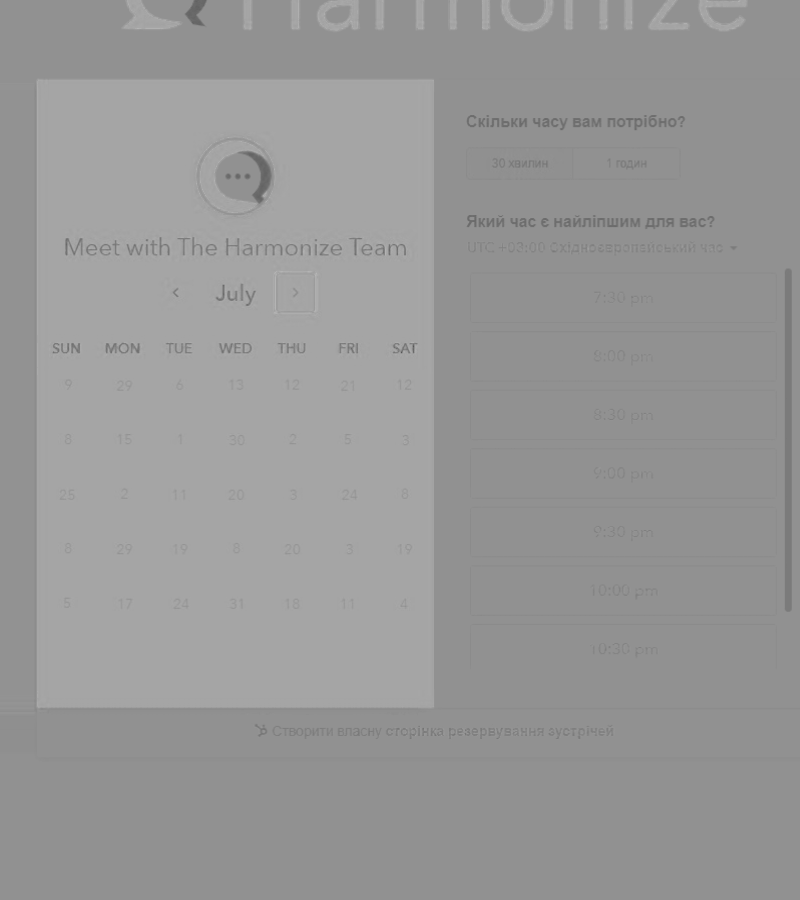 Harmonize
Meet with The Harmonize Team
July
SUN MON TUE WED THU FRI SAT
9 29 6 13 12 21 12
8 15 1 30 2 5 3
25 2 11 20 3 24 8
8 29 19 8 20 3 19
5 17 24 31 18 11 4
Скільки часу вам потрібно?
30 хвилин 1 годин
Який час є найліпшим для вас?
UTC +03:00 Східноєвропейський час
7:30 pm
8:00 pm
8:30 pm
9:00 pm
9:30 pm
10:00 pm
10:30 pm
Створити власну сторінка резервування зустрічей